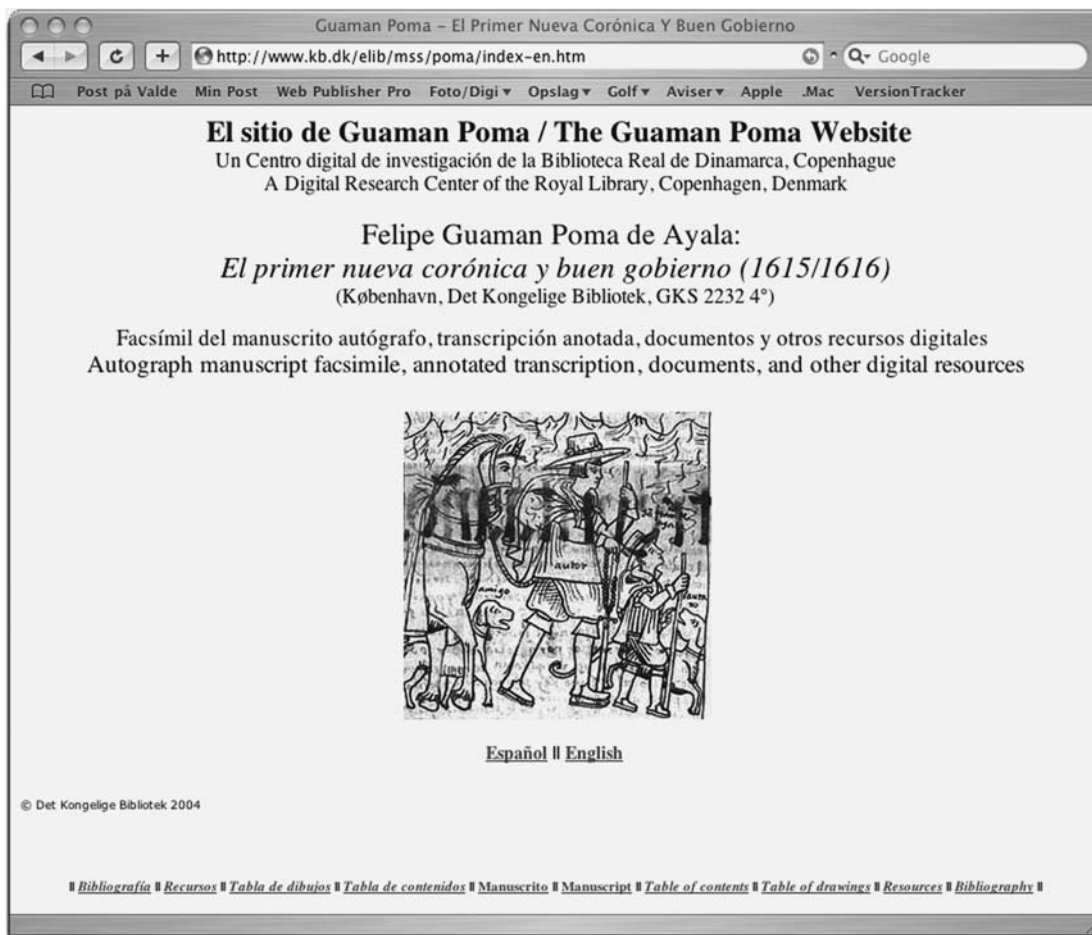 Guaman Poma – El Primer Nueva Corónica Y Buen Gobierno
http://www.kb.dk/elib/mss/poma/index-en.htm
Google
Post på Valde Min Post Web Publisher Pro Foto/Digi Opslag Golf Aviser Apple .Mac VersionTracker
El sitio de Guaman Poma / The Guaman Poma Website
Un Centro digital de investigación de la Biblioteca Real de Dinamarca, Copenhague
A Digital Research Center of the Royal Library, Copenhagen, Denmark
Felipe Guaman Poma de Ayala:
El primer nueva corónica y buen gobierno (1615/1616)
(København, Det Kongelige Bibliotek, GKS 2232 4°)
Facsímil del manuscrito autógrafo, transcripción anotada, documentos y otros recursos digitales
Autograph manuscript facsimile, annotated transcription, documents, and other digital resources
autor
amigo
Español || English
© Det Kongelige Bibliotek 2004
|| Bibliografía || Recursos || Tabla de dibujos || Tabla de contenidos || Manuscrito || Manuscript || Table of contents || Table of drawings || Resources || Bibliography ||